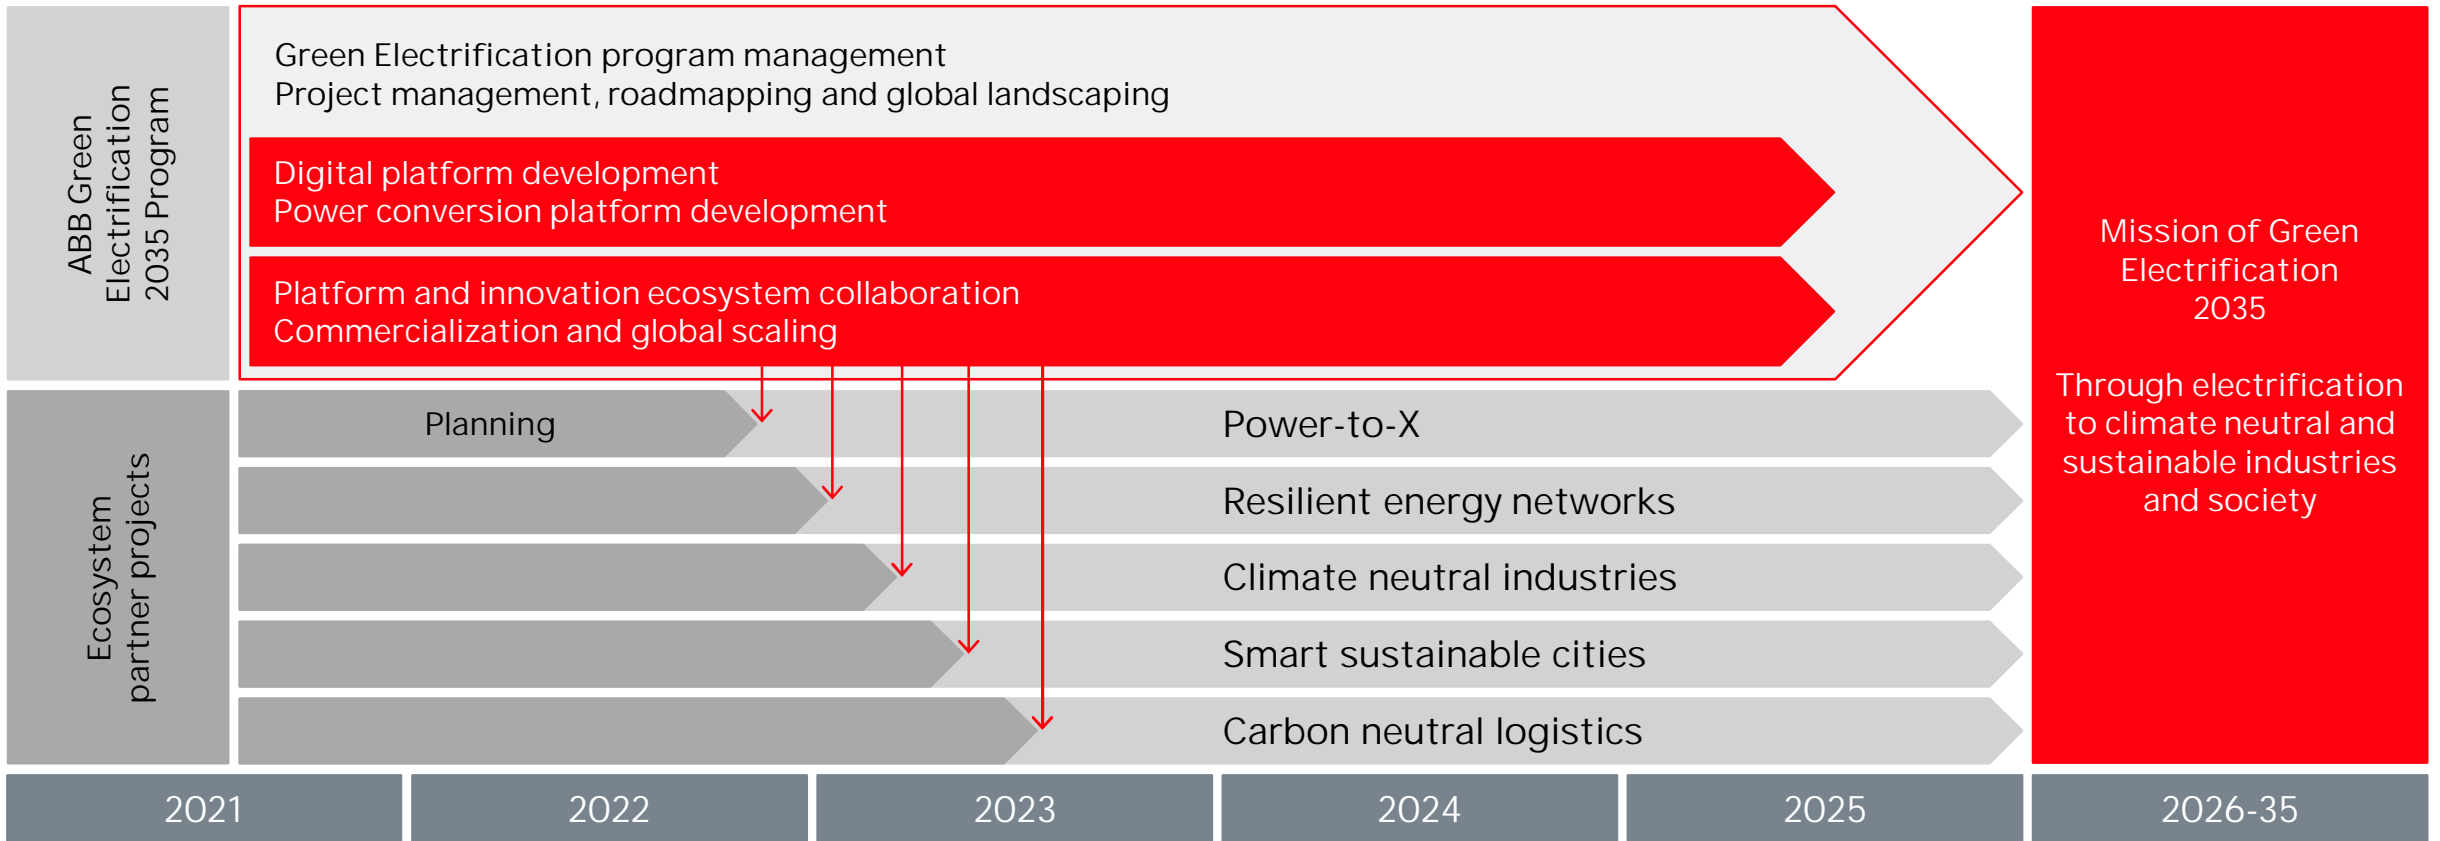 ABB Green
Electrification
2035 Program
Green Electrification program management
Project management, roadmapping and global landscaping
Digital platform development
Power conversion platform development
Platform and innovation ecosystem collaboration
Commercialization and global scaling
Ecosystem
partner projects
Planning
Power-to-X
Resilient energy networks
Climate neutral industries
Smart sustainable cities
Carbon neutral logistics
Mission of Green
Electrification
2035
Through electrification
to climate neutral and
sustainable industries
and society
2021
2022
2023
2024
2025
2026-35